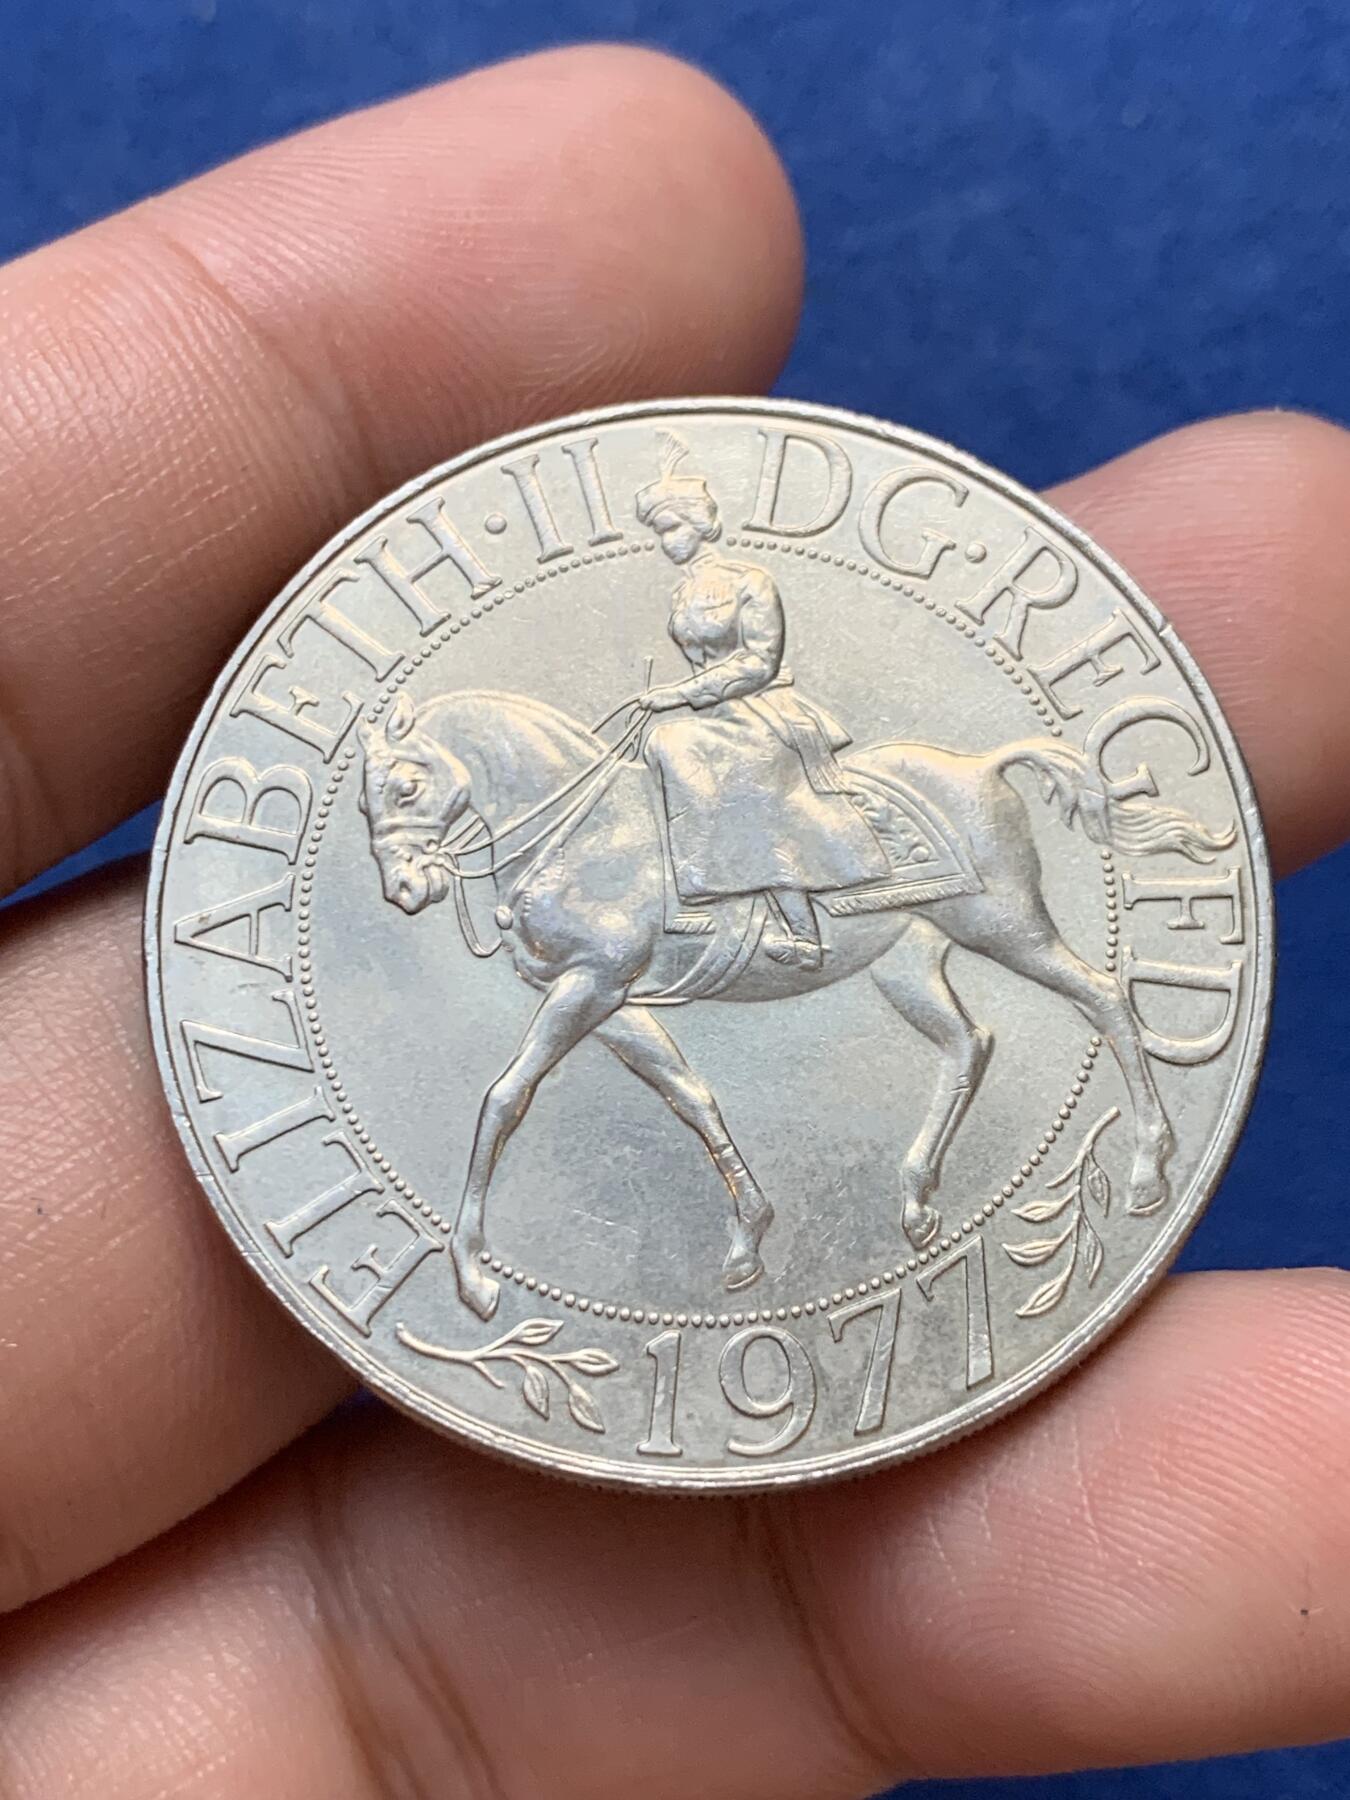 ELIZABETH·II DG·REG FD
1977